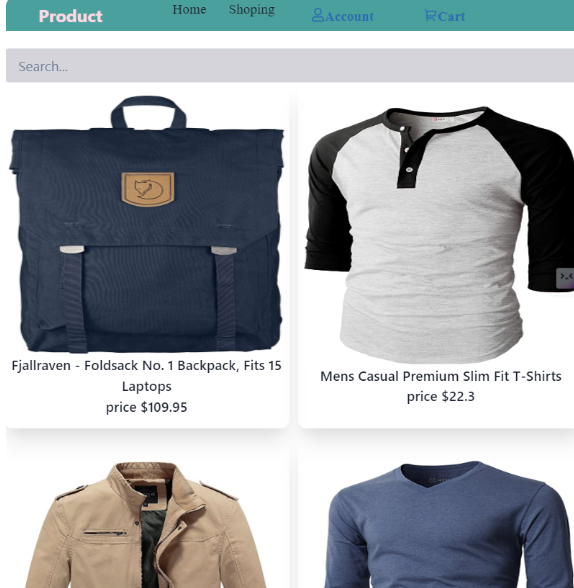 Product Home Shoping Account Cart
Search...
Fjallraven - Foldsack No. 1 Backpack, Fits 15
Laptops
price $109.95
Mens Casual Premium Slim Fit T-Shirts
price $22.3